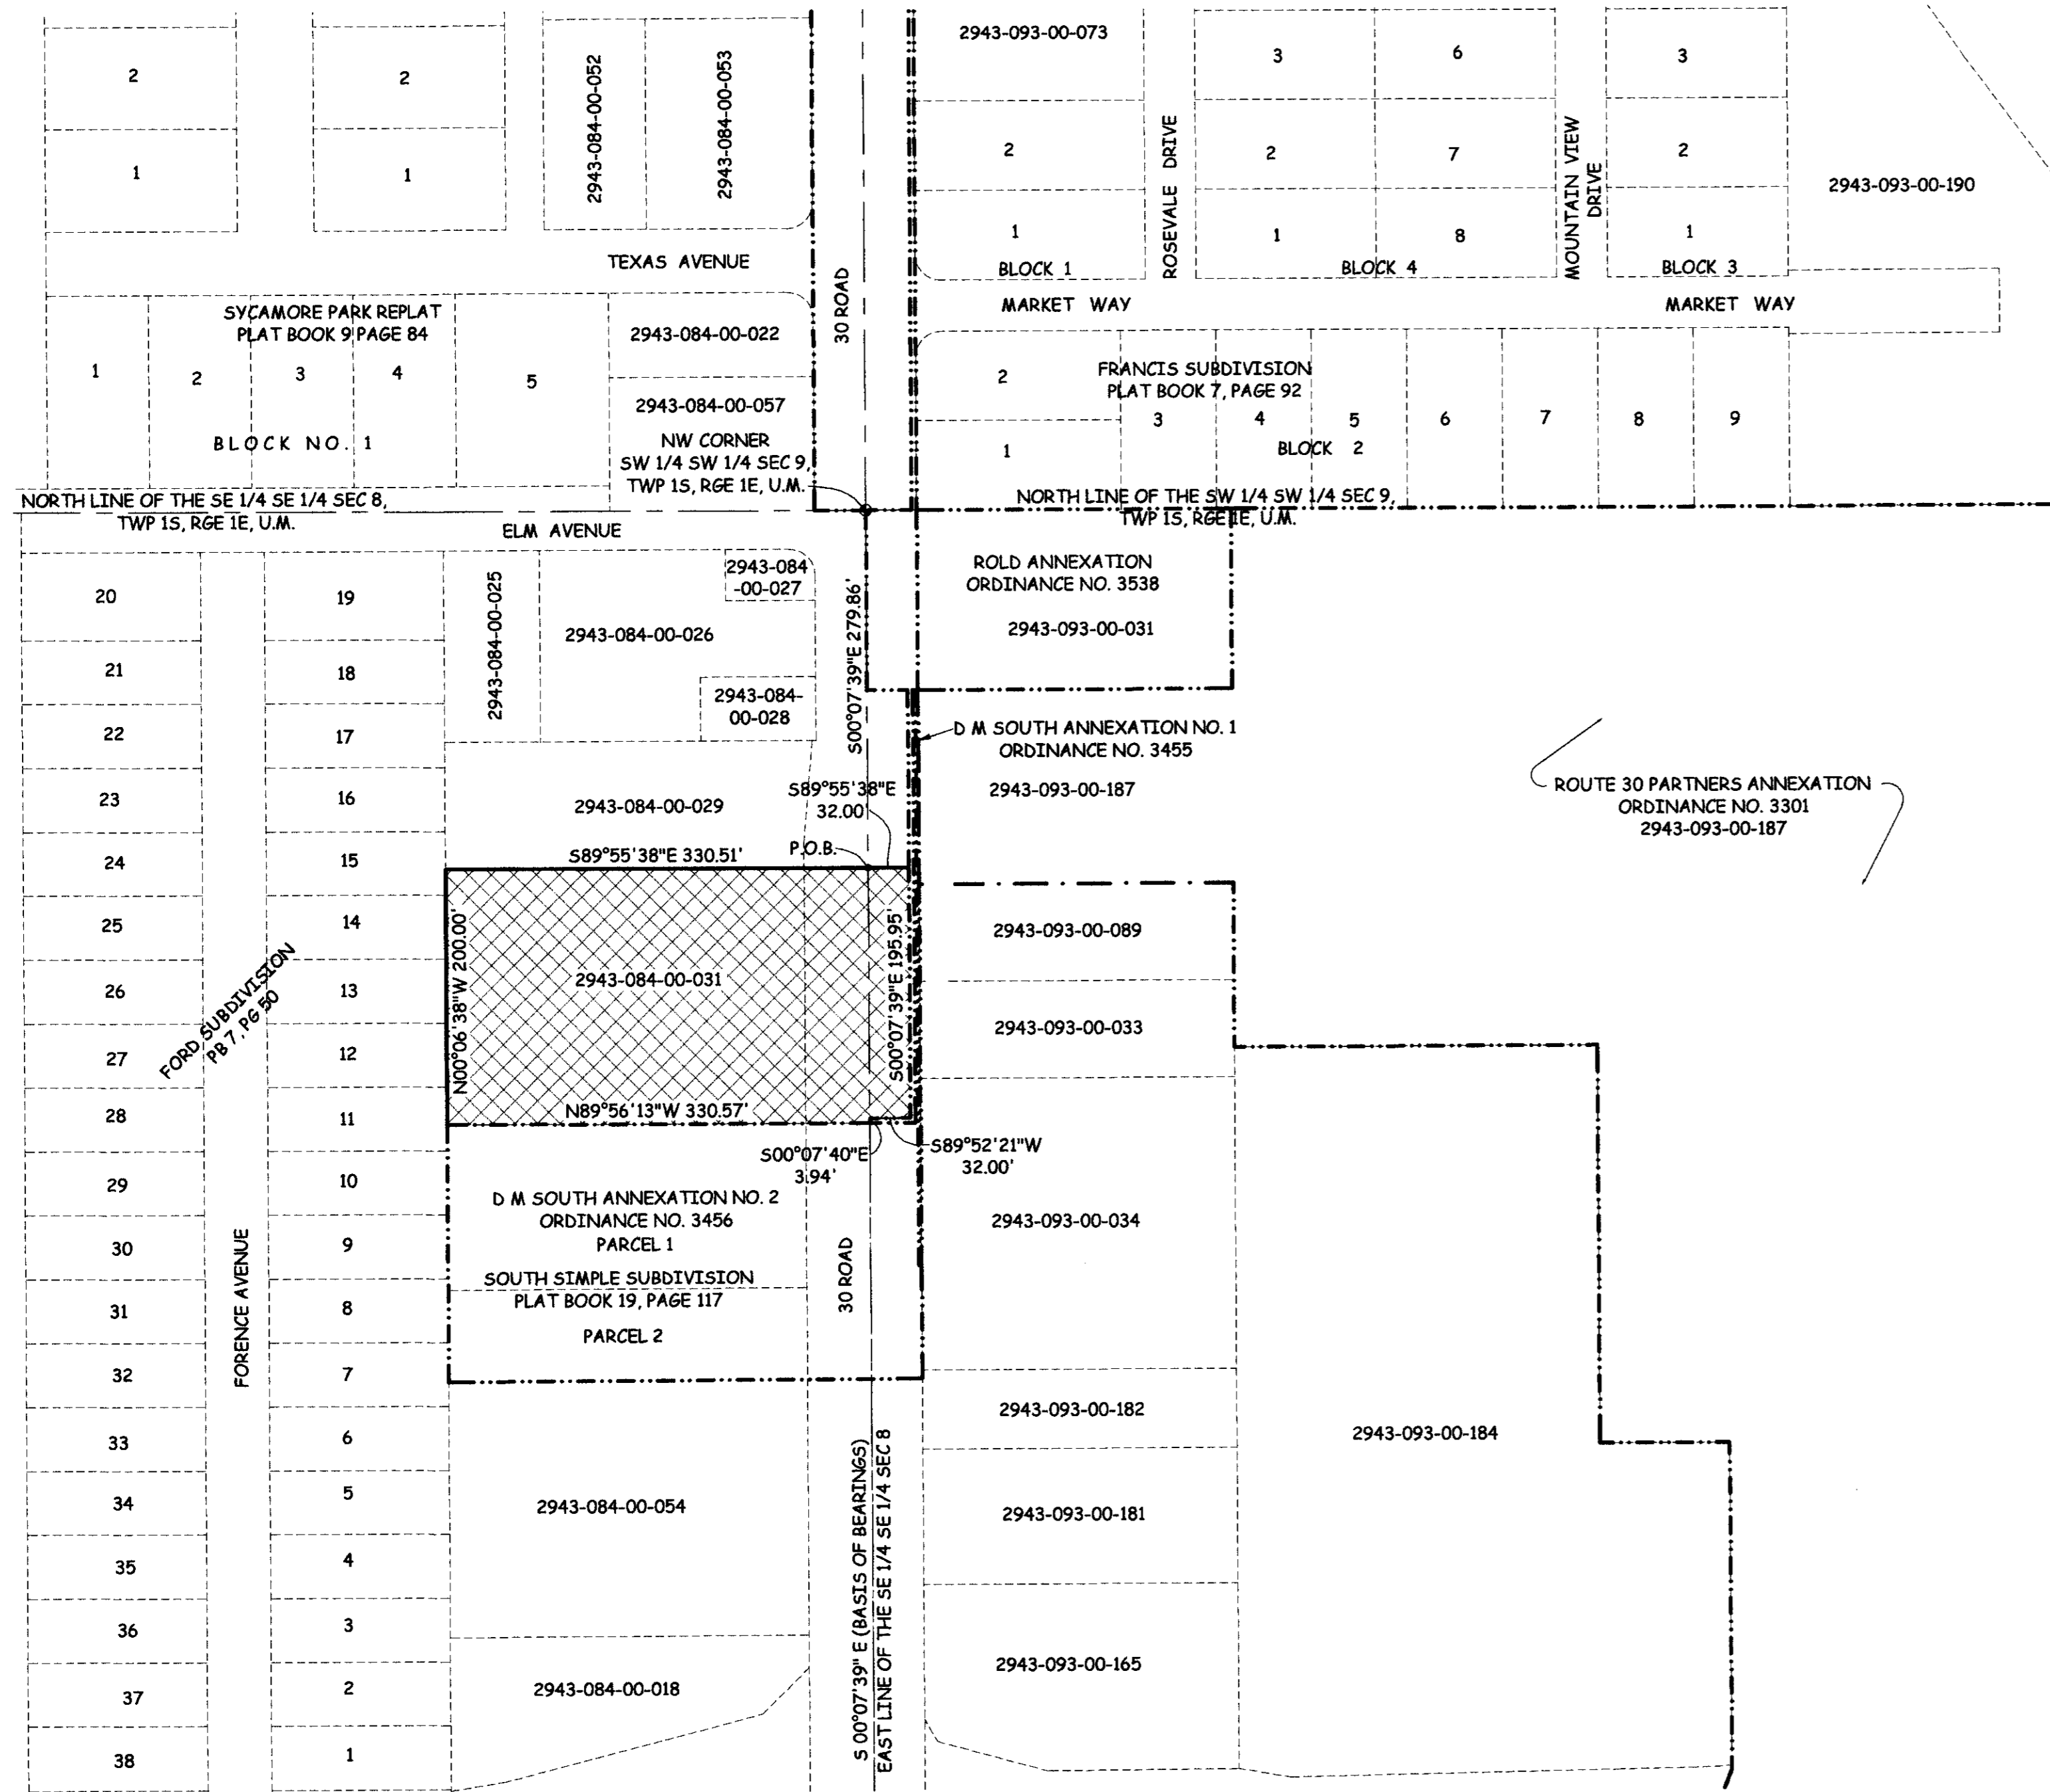 2943-093-00-073
2
2
2943-084-00-052
2943-084-00-053
3
6
3
1
1
2
ROSEVALE DRIVE
2
7
MOUNTAIN VIEW
DRIVE
2
2943-093-00-190
1
BLOCK 1
1
8
BLOCK 4
1
BLOCK 3
TEXAS AVENUE
30 ROAD
MARKET WAY
MARKET WAY
SYCAMORE PARK REPLAT
PLAT BOOK 9 PAGE 84
1
2
3
4
5
BLOCK NO. 1
2943-084-00-022
2943-084-00-057
NW CORNER
SW 1/4 SW 1/4 SEC 9,
TWP 1S, RGE 1E, U.M.
2
1
FRANCIS SUBDIVISION
PLAT BOOK 7, PAGE 92
3
4
5
6
7
8
9
BLOCK 2
NORTH LINE OF THE SE 1/4 SE 1/4 SEC 8,
TWP 1S, RGE 1E, U.M.
NORTH LINE OF THE SW 1/4 SW 1/4 SEC 9,
TWP 1S, RGE 1E, U.M.
ELM AVENUE
20
21
22
23
24
25
26
27
28
29
30
31
32
33
34
35
36
37
38
FORD SUBDIVISION
PB 7, PG 50
FORENCE AVENUE
19
18
17
16
15
14
13
12
11
10
9
8
7
6
5
4
3
2
1
2943-084-00-025
2943-084-00-026
2943-084
-00-027
2943-084-
00-028
S00°07'39"E 279.86'
ROLD ANNEXATION
ORDINANCE NO. 3538
2943-093-00-031
D M SOUTH ANNEXATION NO. 1
ORDINANCE NO. 3455
2943-093-00-187
ROUTE 30 PARTNERS ANNEXATION
ORDINANCE NO. 3301
2943-093-00-187
2943-084-00-029
S89°55'38"E
32.00'
P.O.B.
S89°55'38"E 330.51'
N00°06'38"W 200.00'
2943-084-00-031
S00°07'39"E 195.95'
N89°56'13"W 330.57'
S00°07'40"E
3.94'
S89°52'21"W
32.00'
2943-093-00-089
2943-093-00-033
2943-093-00-034
D M SOUTH ANNEXATION NO. 2
ORDINANCE NO. 3456
PARCEL 1
SOUTH SIMPLE SUBDIVISION
PLAT BOOK 19, PAGE 117
PARCEL 2
30 ROAD
2943-093-00-182
2943-093-00-184
2943-084-00-054
2943-093-00-181
S 00°07'39" E (BASIS OF BEARINGS)
EAST LINE OF THE SE 1/4 SE 1/4 SEC 8
2943-093-00-165
2943-084-00-018